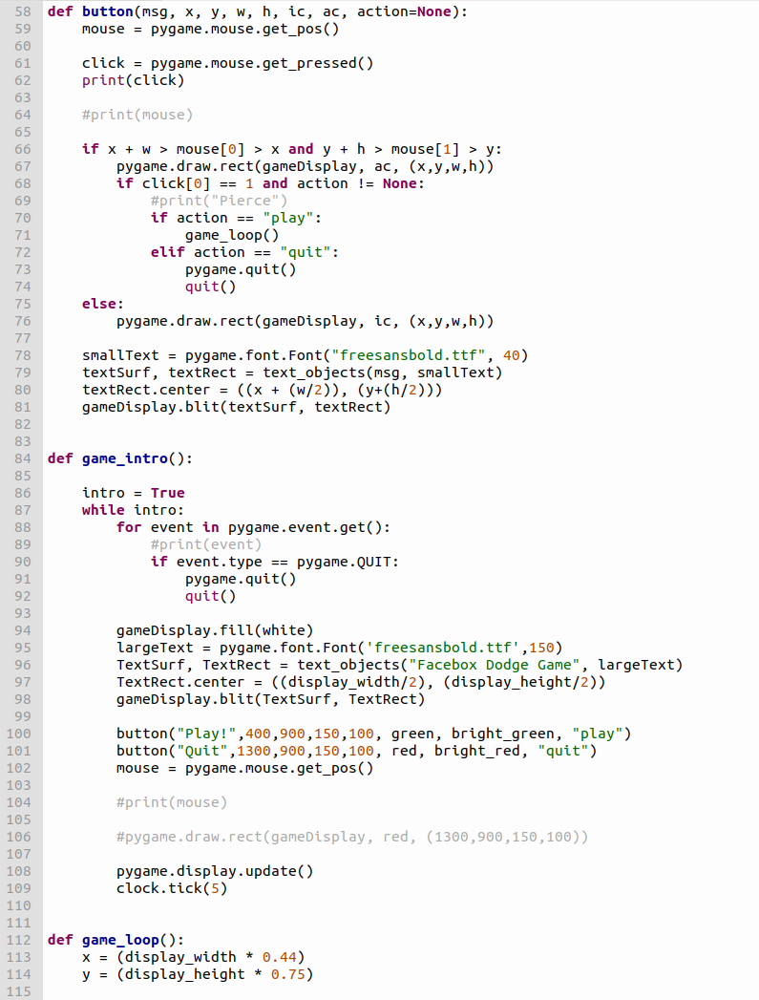 58 def button(msg, x, y, w, h, ic, ac, action=None):
59     mouse = pygame.mouse.get_pos()
60
61     click = pygame.mouse.get_pressed()
62     print(click)
63
64     #print(mouse)
65
66     if x + w > mouse[0] > x and y + h > mouse[1] > y:
67         pygame.draw.rect(gameDisplay, ac, (x,y,w,h))
68         if click[0] == 1 and action != None:
69             #print("Pierce")
70             if action == "play":
71                 game_loop()
72             elif action == "quit":
73                 pygame.quit()
74                 quit()
75     else:
76         pygame.draw.rect(gameDisplay, ic, (x,y,w,h))
77
78     smallText = pygame.font.Font("freesansbold.ttf", 40)
79     textSurf, textRect = text_objects(msg, smallText)
80     textRect.center = ((x + (w/2)), (y+(h/2)))
81     gameDisplay.blit(textSurf, textRect)
82
83
84 def game_intro():
85
86     intro = True
87     while intro:
88         for event in pygame.event.get():
89             #print(event)
90             if event.type == pygame.QUIT:
91                 pygame.quit()
92                 quit()
93
94         gameDisplay.fill(white)
95         largeText = pygame.font.Font('freesansbold.ttf',150)
96         TextSurf, TextRect = text_objects("Facebox Dodge Game", largeText)
97         TextRect.center = ((display_width/2), (display_height/2))
98         gameDisplay.blit(TextSurf, TextRect)
99
100         button("Play!",400,900,150,100, green, bright_green, "play")
101         button("Quit",1300,900,150,100, red, bright_red, "quit")
102         mouse = pygame.mouse.get_pos()
103
104         #print(mouse)
105
106         #pygame.draw.rect(gameDisplay, red, (1300,900,150,100))
107
108         pygame.display.update()
109         clock.tick(5)
110
111
112 def game_loop():
113     x = (display_width * 0.44)
114     y = (display_height * 0.75)
115